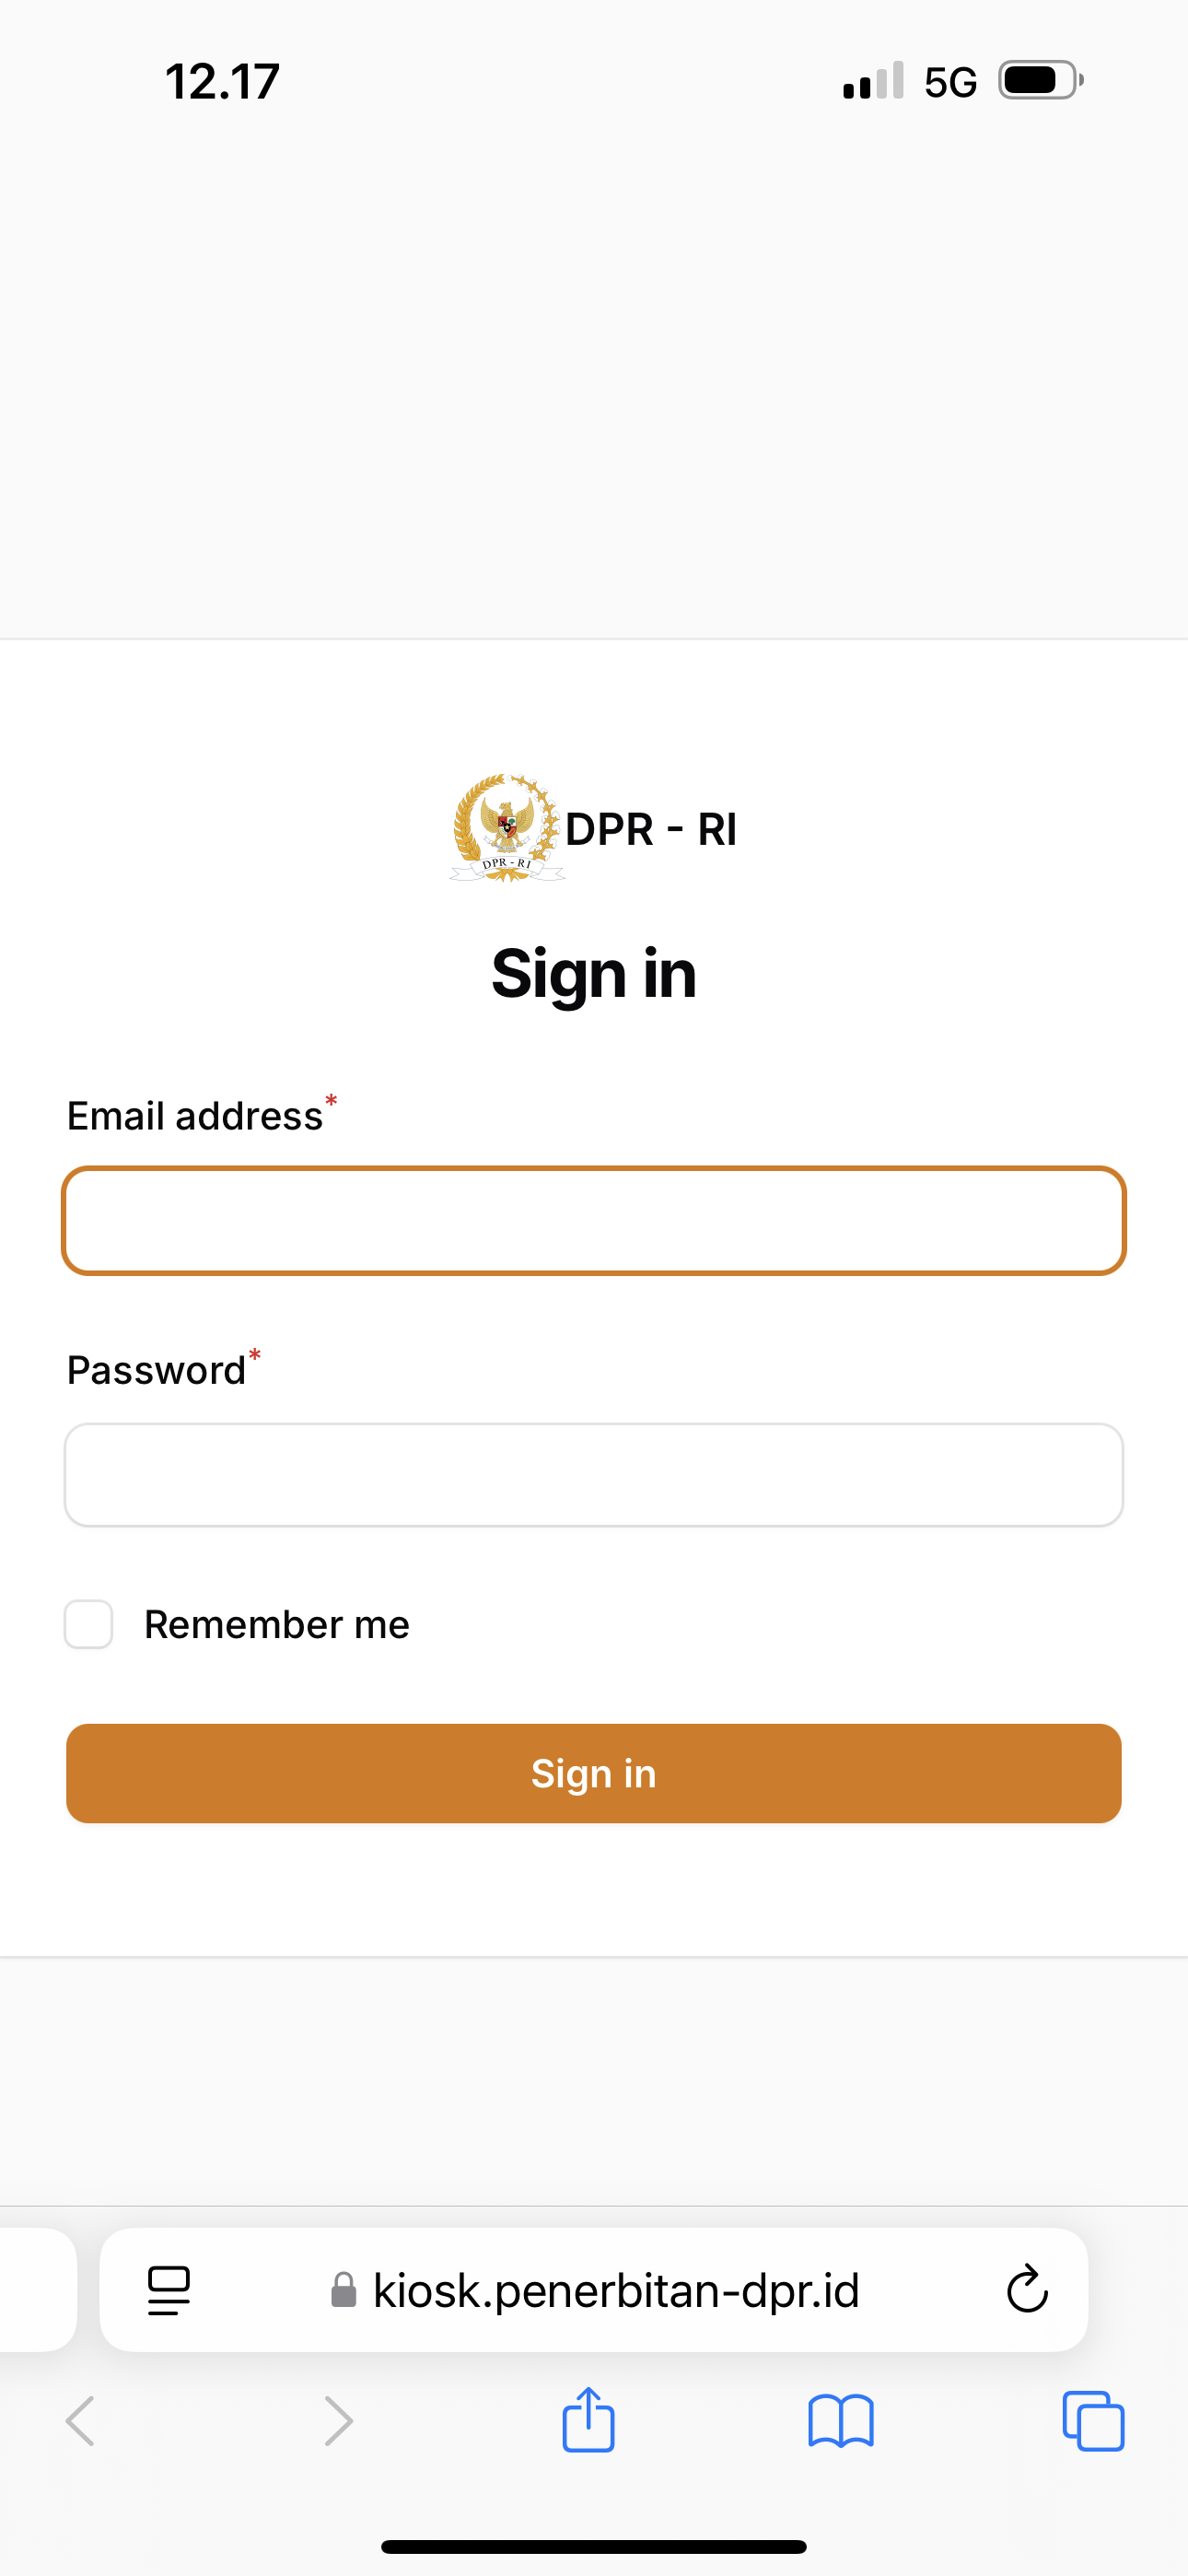 12.17
5G
DPR - RI
DPR - RI
Sign in
Email address*
Password*
Remember me
Sign in
kiosk.penerbitan-dpr.id